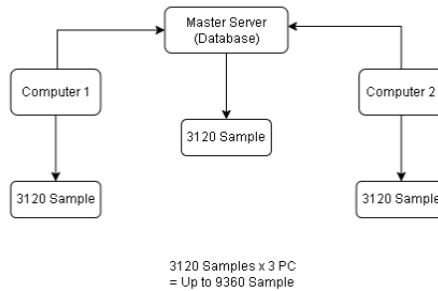 Master Server
(Database)
Computer 1
Computer 2
3120 Sample
3120 Sample
3120 Sample
3120 Samples x 3 PC
= Up to 9360 Sample